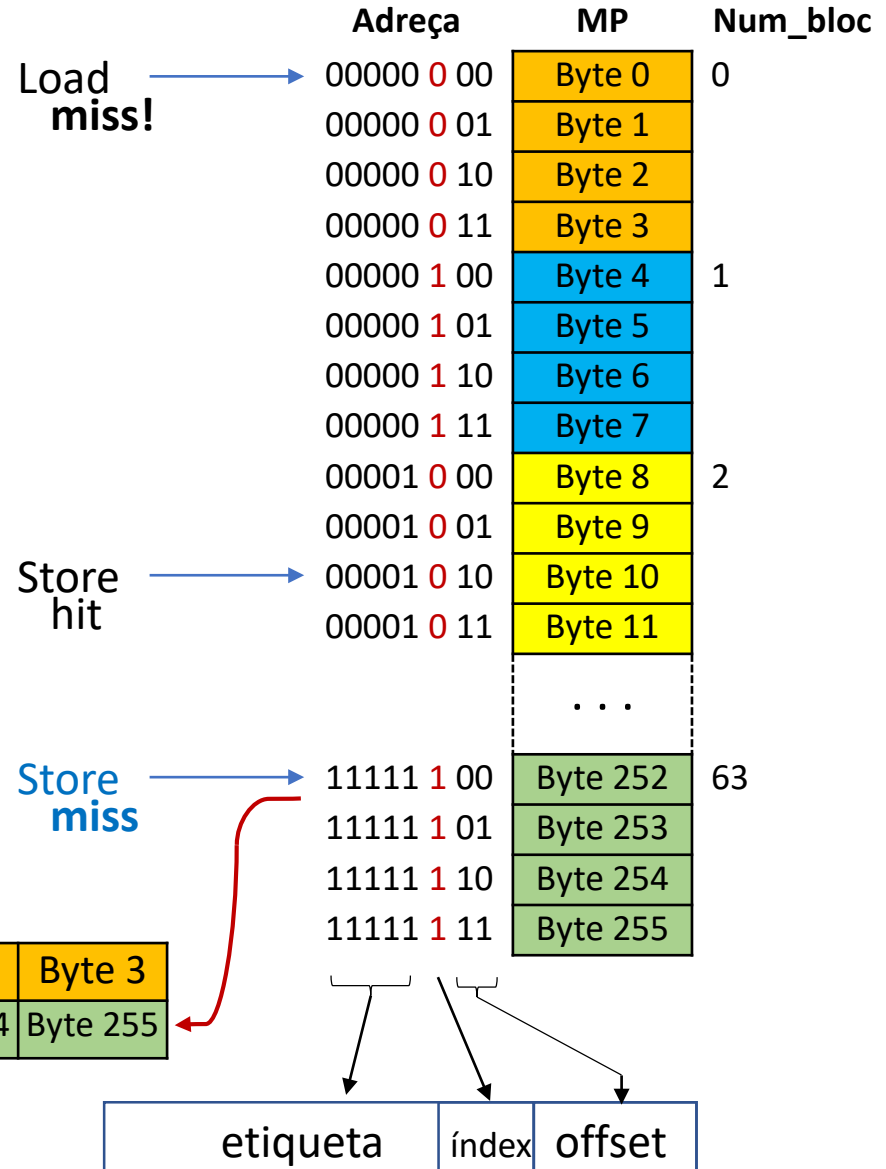 Adreça MP Num_bloc
Load 00000 0 00 Byte 0 0
miss! 00000 0 01 Byte 1
00000 0 10 Byte 2
00000 0 11 Byte 3
00000 1 00 Byte 4 1
00000 1 01 Byte 5
00000 1 10 Byte 6
00000 1 11 Byte 7
00001 0 00 Byte 8 2
00001 0 01 Byte 9
Store 00001 0 10 Byte 10
hit 00001 0 11 Byte 11
. . .
Store 11111 1 00 Byte 252 63
miss 11111 1 01 Byte 253
11111 1 10 Byte 254
11111 1 11 Byte 255
Byte 3
4 Byte 255
etiqueta índex offset